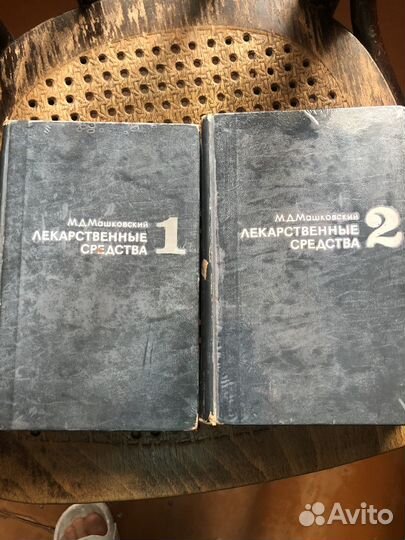 М.Д.Машковский
ЛЕКАРСТВЕННЫЕ
СРЕДСТВА
1
М.Д.Машковский
ЛЕКАРСТВЕННЫЕ
СРЕДСТВА
2
Avito